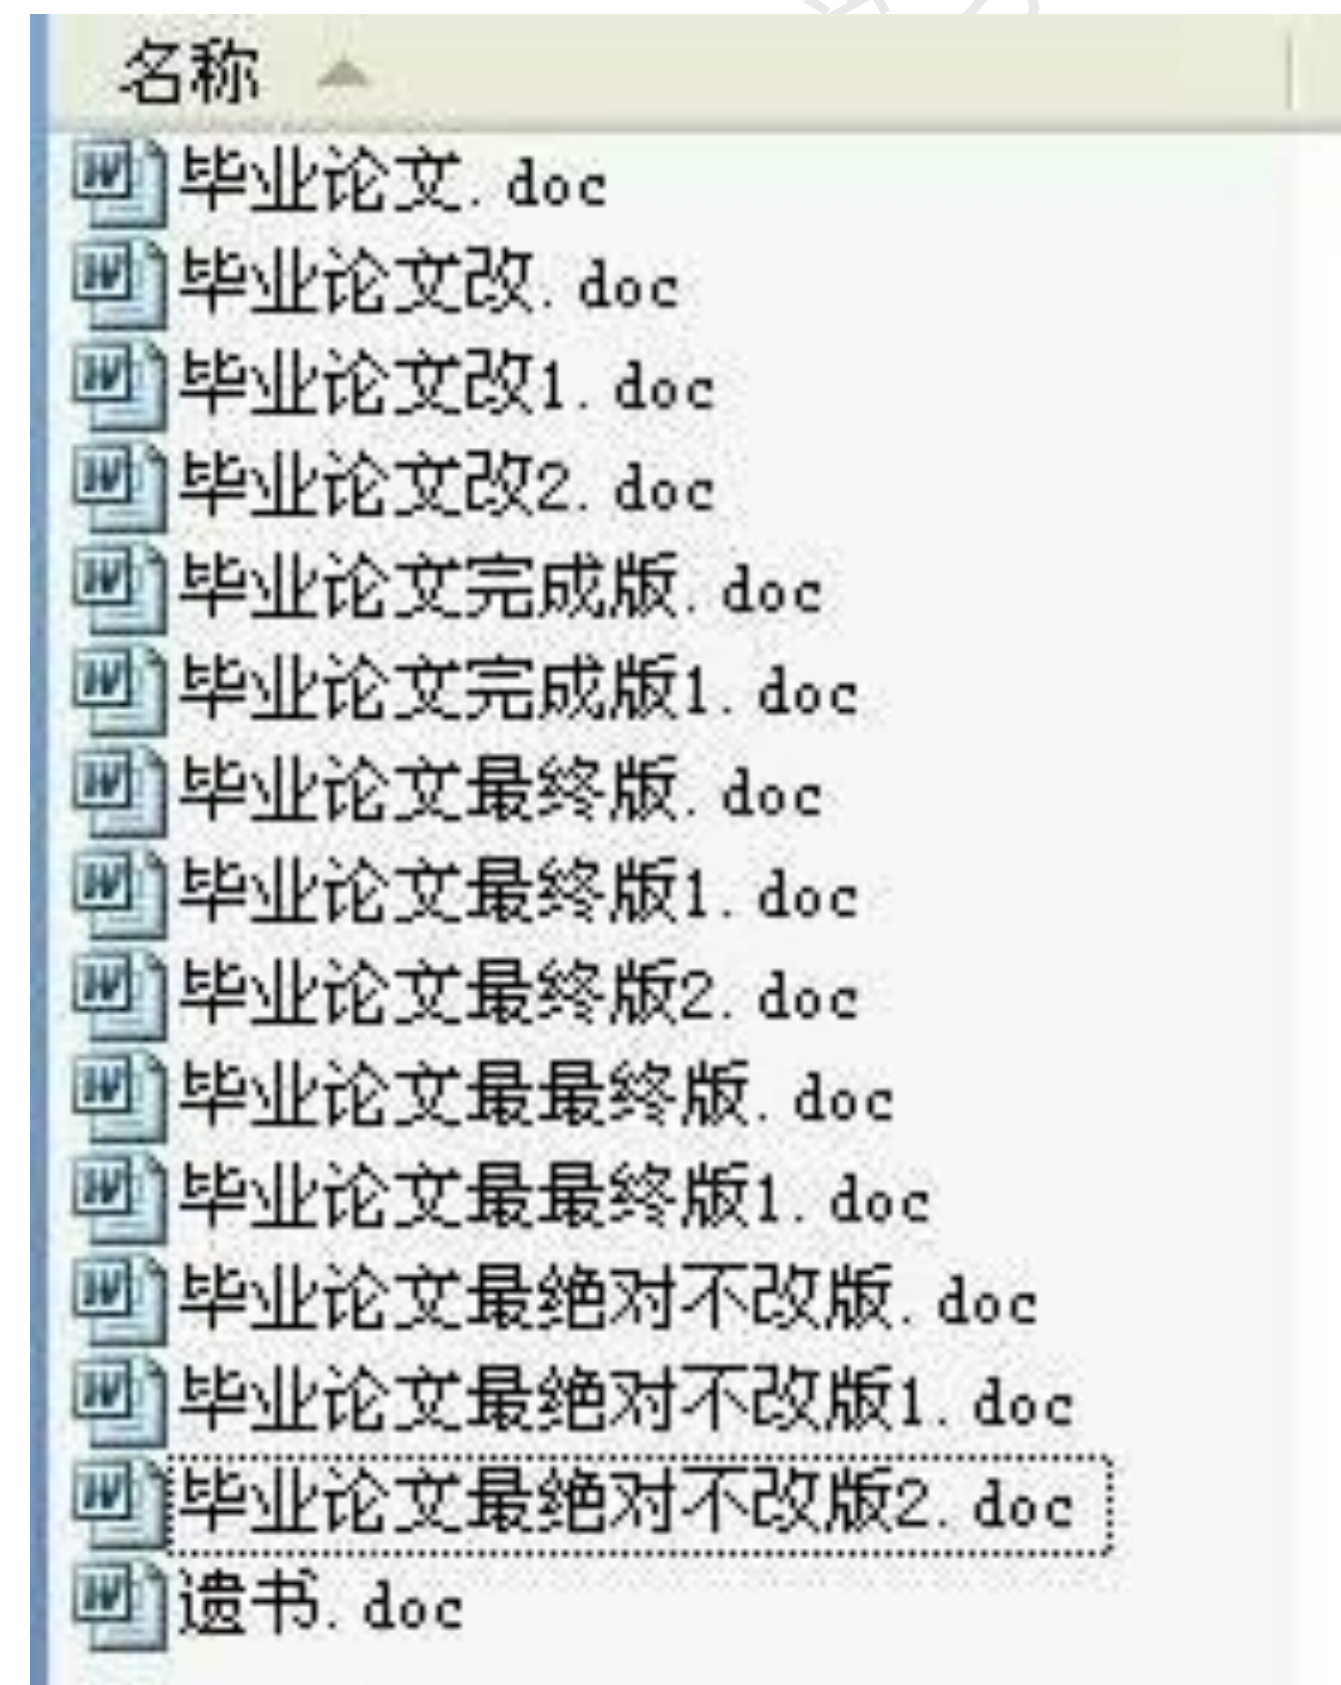 名称
毕业论文.doc
毕业论文改.doc
毕业论文改1.doc
毕业论文改2.doc
毕业论文完成版.doc
毕业论文完成版1.doc
毕业论文最终版.doc
毕业论文最终版1.doc
毕业论文最终版2.doc
毕业论文最最终版.doc
毕业论文最最终版1.doc
毕业论文最绝对不改版.doc
毕业论文最绝对不改版1.doc
毕业论文最绝对不改版2.doc
遗书.doc